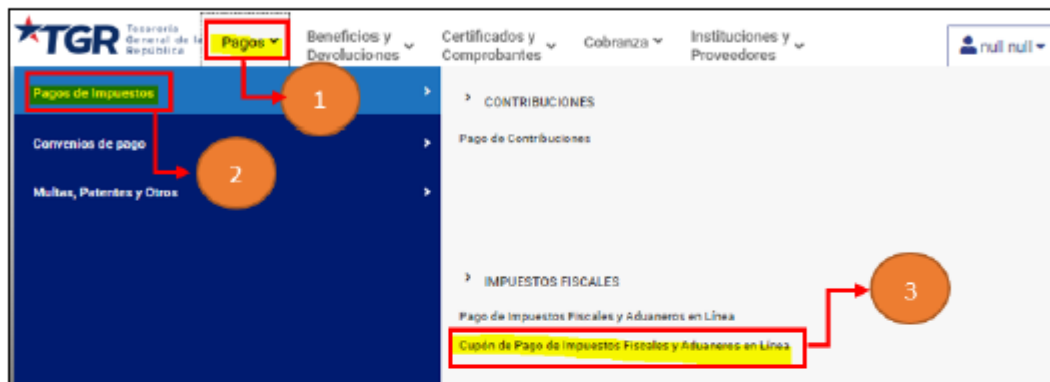 TGR
Tesorería
General de la
República
Pagos
Beneficios y
Devoluciones
Certificados y
Comprobantes
Cobranza
Instituciones y
Proveedores
null null
Pagos de Impuestos
1
CONTRIBUCIONES
Convenios de pago
Pago de Contribuciones
2
Multas, Patentes y Otros
IMPUESTOS FISCALES
3
Pago de Impuestos Fiscales y Aduaneros en Línea
Cupón de Pago de Impuestos Fiscales y Aduaneros en Línea